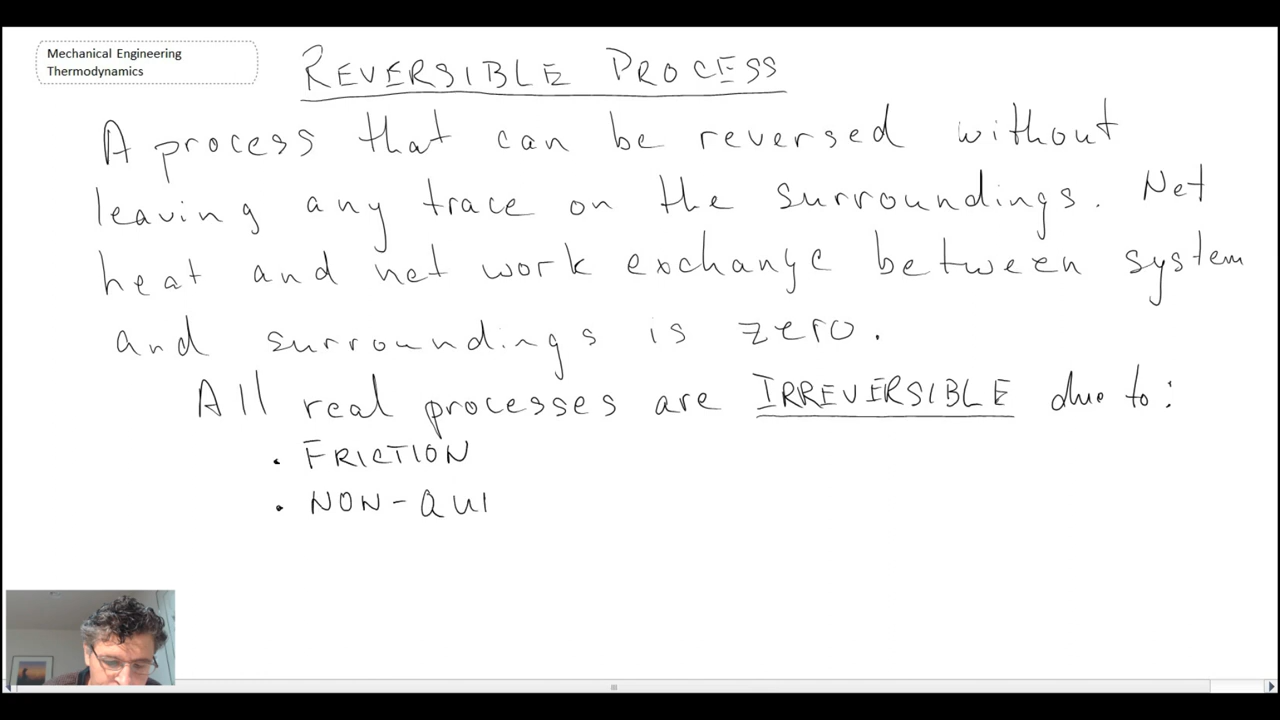 Mechanical Engineering
Thermodynamics
REVERSIBLE PROCESS
A process that can be reversed without
leaving any trace on the surroundings. Net
heat and net work exchange between system
and surroundings is zero.
All real processes are IRREVERSIBLE due to:
• FRICTION
• NON-QUI